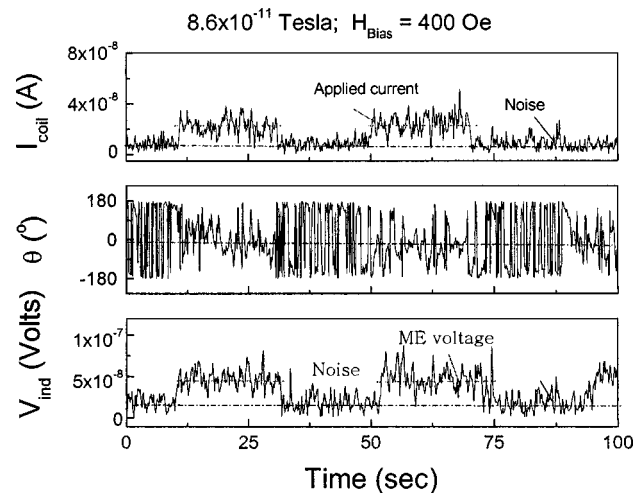 8.6x10⁻¹¹ Tesla; H_Bias = 400 Oe
8x10⁻⁸
Applied current
4x10⁻⁸
Noise
0
I_coil (A)
180
0
-180
θ (°)
1x10⁻⁷
ME voltage
Noise
5x10⁻⁸
0
V_ind (Volts)
0 25 50 75 100
Time (sec)